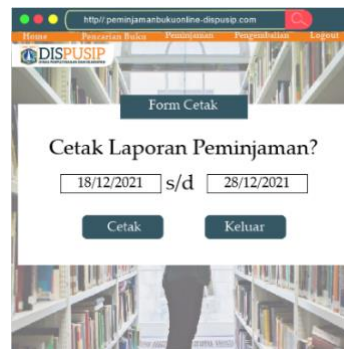 http// peminjamanbukuonline-dispusip.com
Home Pencarian Buku Peminjaman Pengembalian Logout
DISPUSIP
Form Cetak
Cetak Laporan Peminjaman?
18/12/2021 s/d 28/12/2021
Cetak Keluar